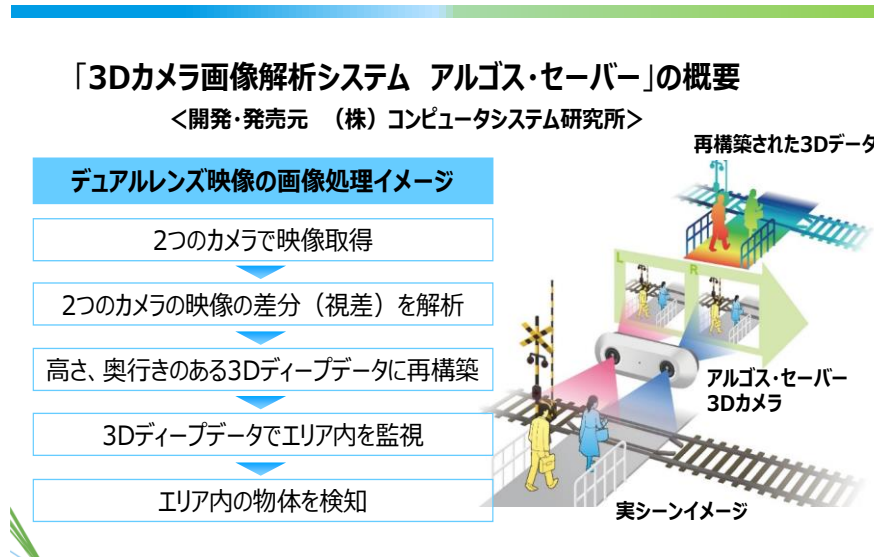 「3Dカメラ画像解析システム アルゴス・セーバー」の概要
<開発・発売元 （株）コンピュータシステム研究所>
再構築された3Dデータ
デュアルレンズ映像の画像処理イメージ
2つのカメラで映像取得
2つのカメラの映像の差分（視差）を解析
高さ、奥行きのある3Dディープデータに再構築
3Dディープデータでエリア内を監視
エリア内の物体を検知
L
R
アルゴス・セーバー
3Dカメラ
実シーンイメージ